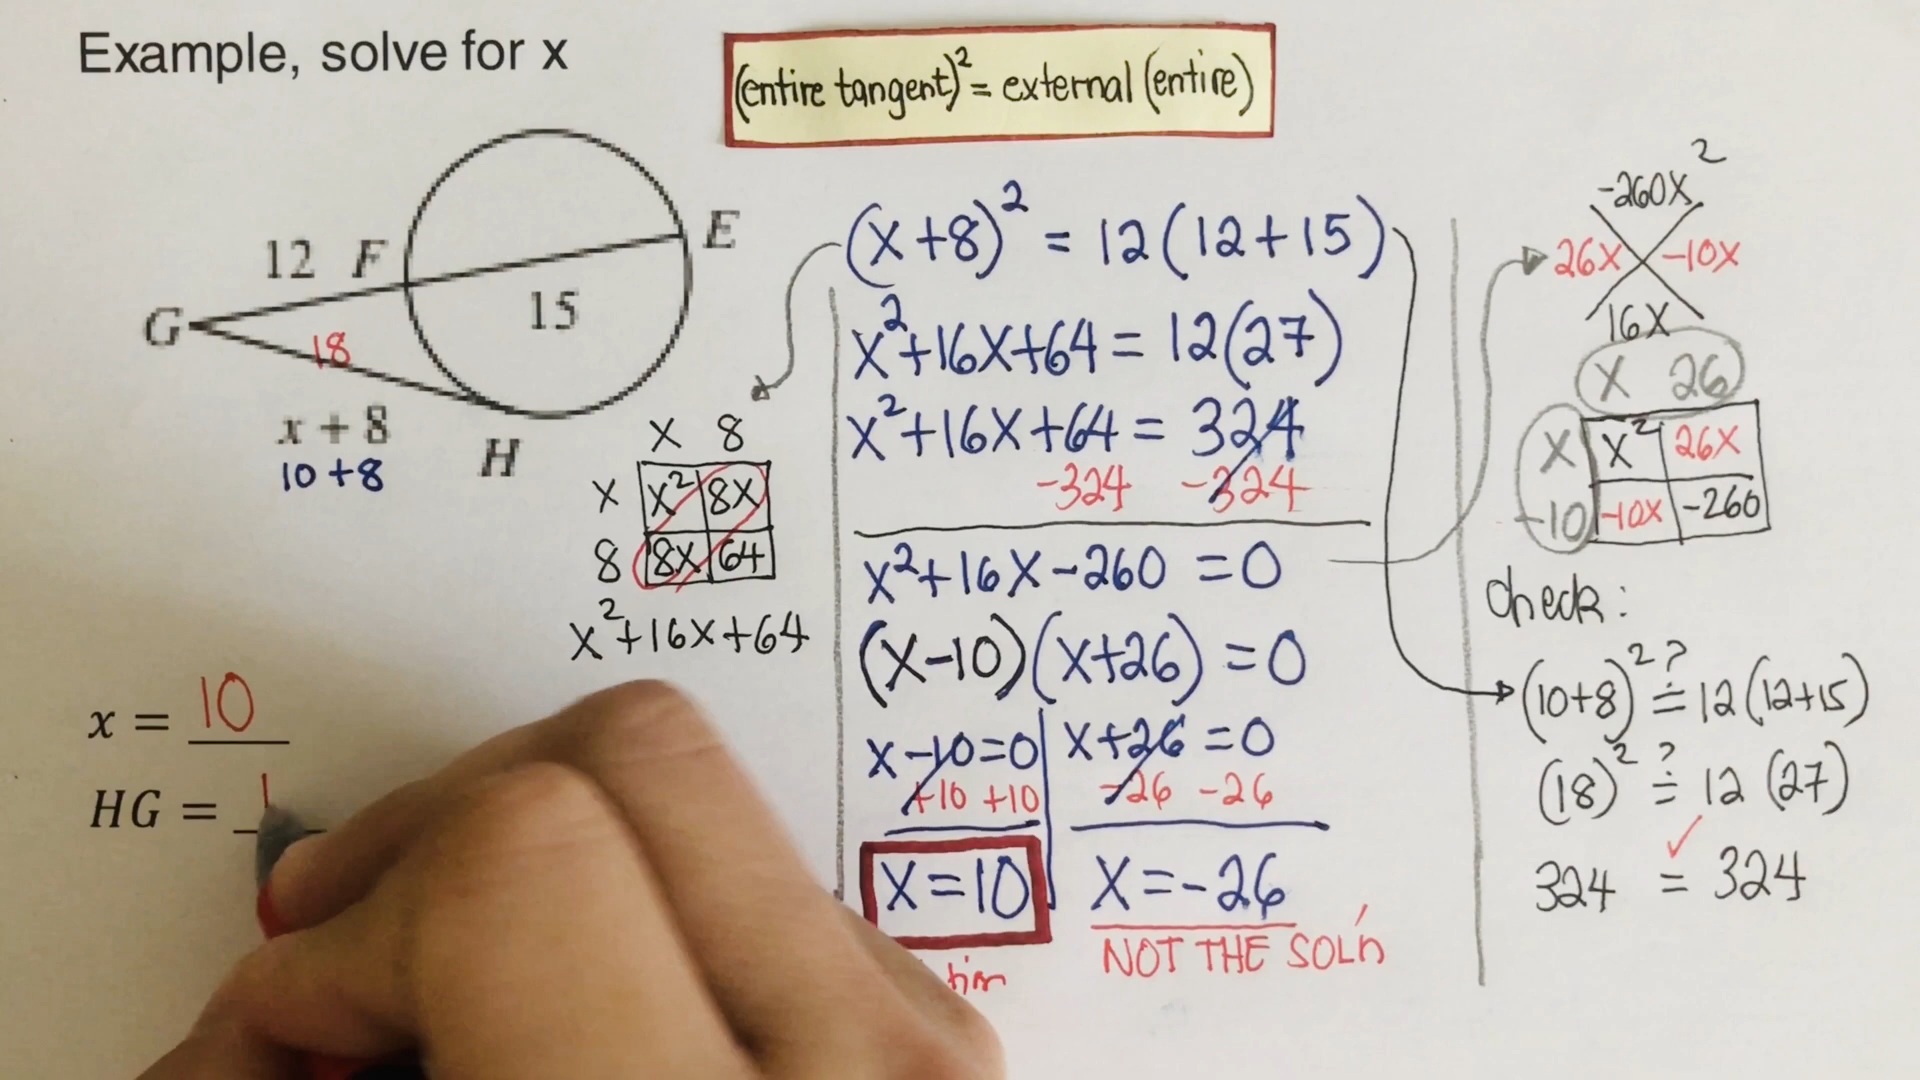 Example, solve for x
(entire tangent)² = external (entire)
12 F E
G 18 15
x + 8 H
10 + 8
X 8
X X² 8X
8 8X 64
X²+16X+64
x = 10
HG =
(X+8)² = 12(12+15)
X²+16X+64 = 12(27)
X²+16X+64 = 324
-324 -324
X²+16X-260 = 0
(X-10)(X+26) = 0
X-10=0 X+26=0
+10 +10 -26 -26
X=10 X=-26
NOT THE SOL'n
-260X²
26X -10X
16X
X 26
X X² 26X
-10 -10X -260
check:
(10+8)² ≟ 12(12+15)
(18)² ≟ 12(27)
324 = 324